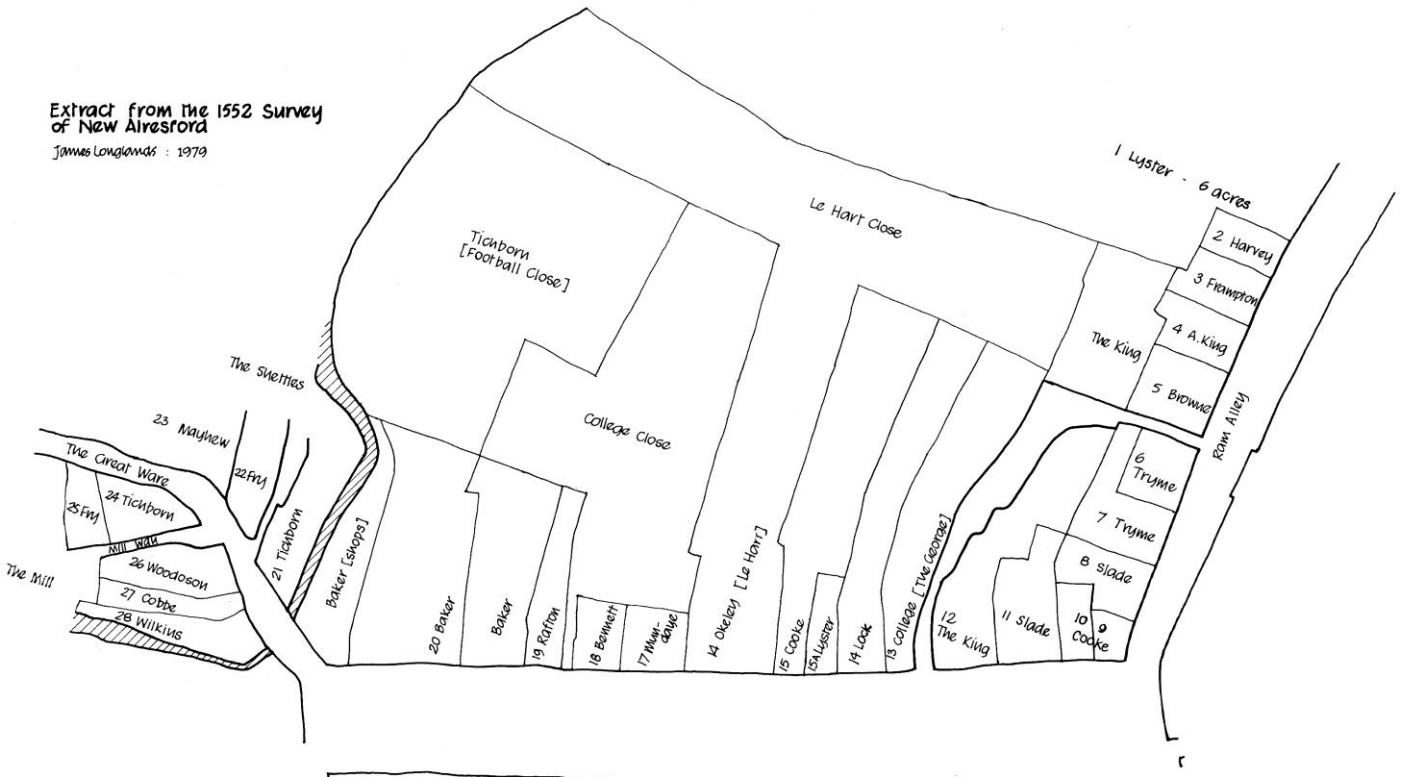 Extract from the 1552 Survey
of New Alresford
James Longlands : 1979
1 Lyster - 6 acres
2 Harvey
3 Frampton
4 A. King
5 Browne
The King
Ram Alley
Le Hart Close
Tichborn
[Football Close]
College Close
The Shettles
23 Mayhew
22 Fry
The Great Ware
24 Tichborn
25 Fry
Mill Way
The Mill
26 Woodoson
27 Cobbe
28 Wilkins
21 Tichborn
Baker [shops]
20 Baker
Baker
19 Rafton
18 Bennett
17 Mun-
daye
14 Okeley [Le Hart]
15 Cooke
15A Lyster
14 Look
13 College [The George]
12
The King
11 Slade
10
9
Cooke
8 Slade
7 Tryme
6
Tryme